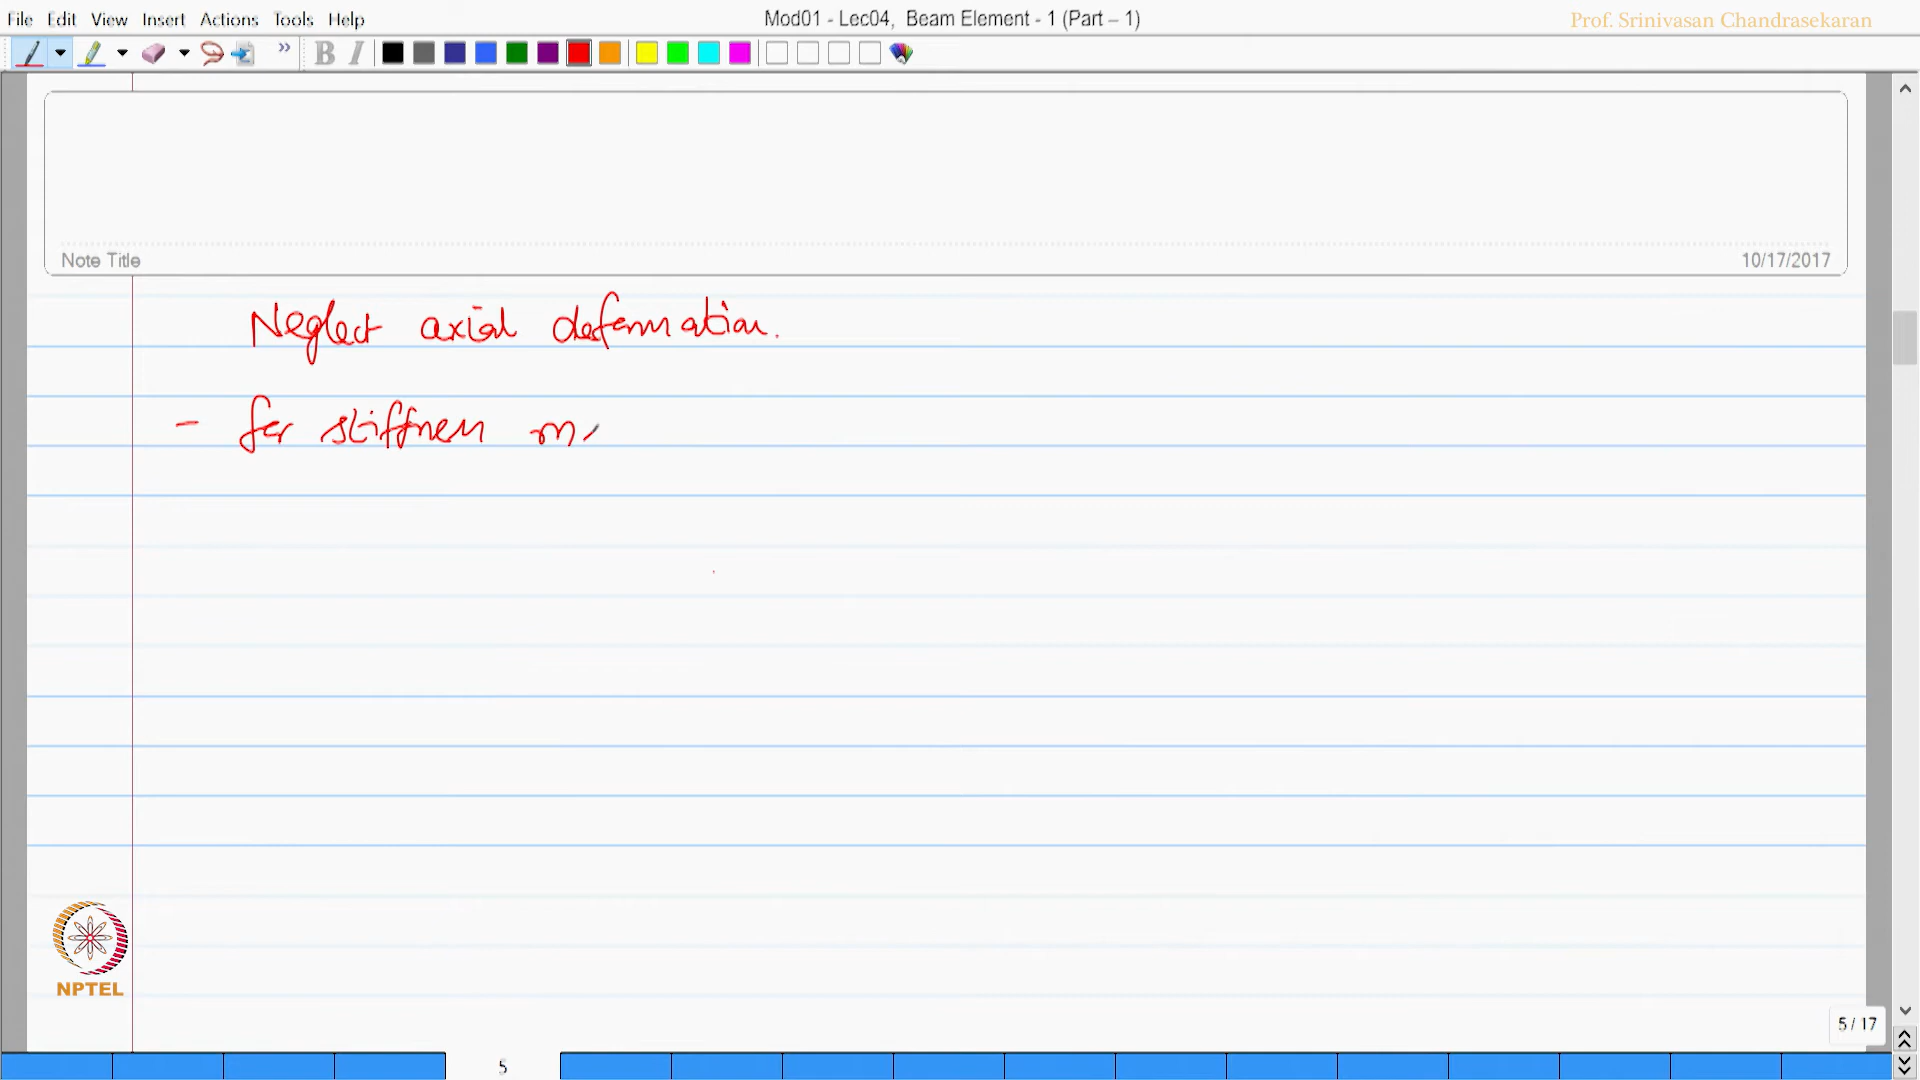 File Edit View Insert Actions Tools Help
Mod01 - Lec04, Beam Element - 1 (Part – 1)
Prof. Srinivasan Chandrasekaran
B I
Note Title
10/17/2017
Neglect axial deformation.
- for stiffness m
NPTEL
5 / 17
5